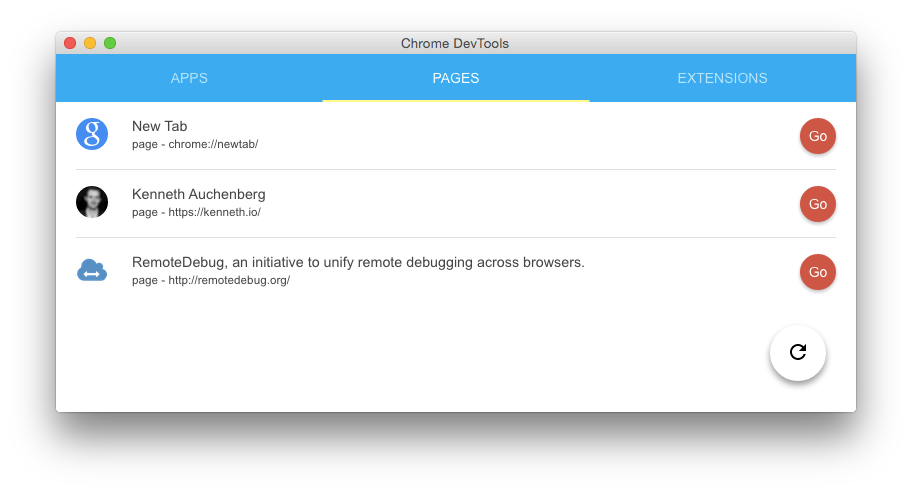 Chrome DevTools
APPS
PAGES
EXTENSIONS
New Tab
page - chrome://newtab/
Go
Kenneth Auchenberg
page - https://kenneth.io/
Go
RemoteDebug, an initiative to unify remote debugging across browsers.
page - http://remotedebug.org/
Go